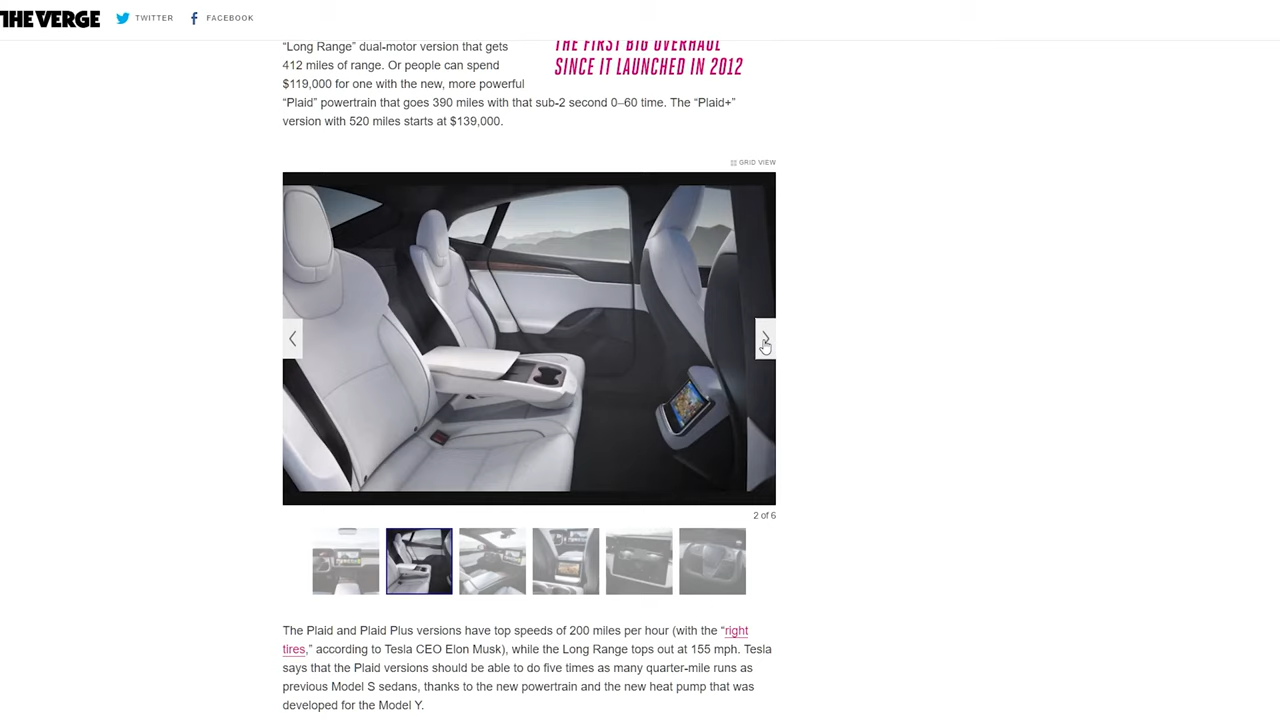 THE VERGE TWITTER FACEBOOK
“Long Range” dual-motor version that gets
412 miles of range. Or people can spend
$119,000 for one with the new, more powerful
“Plaid” powertrain that goes 390 miles with that sub-2 second 0–60 time. The “Plaid+”
version with 520 miles starts at $139,000.
THE FIRST BIG OVERHAUL
SINCE IT LAUNCHED IN 2012
GRID VIEW
2 of 6
The Plaid and Plaid Plus versions have top speeds of 200 miles per hour (with the “right
tires,” according to Tesla CEO Elon Musk), while the Long Range tops out at 155 mph. Tesla
says that the Plaid versions should be able to do five times as many quarter-mile runs as
previous Model S sedans, thanks to the new powertrain and the new heat pump that was
developed for the Model Y.